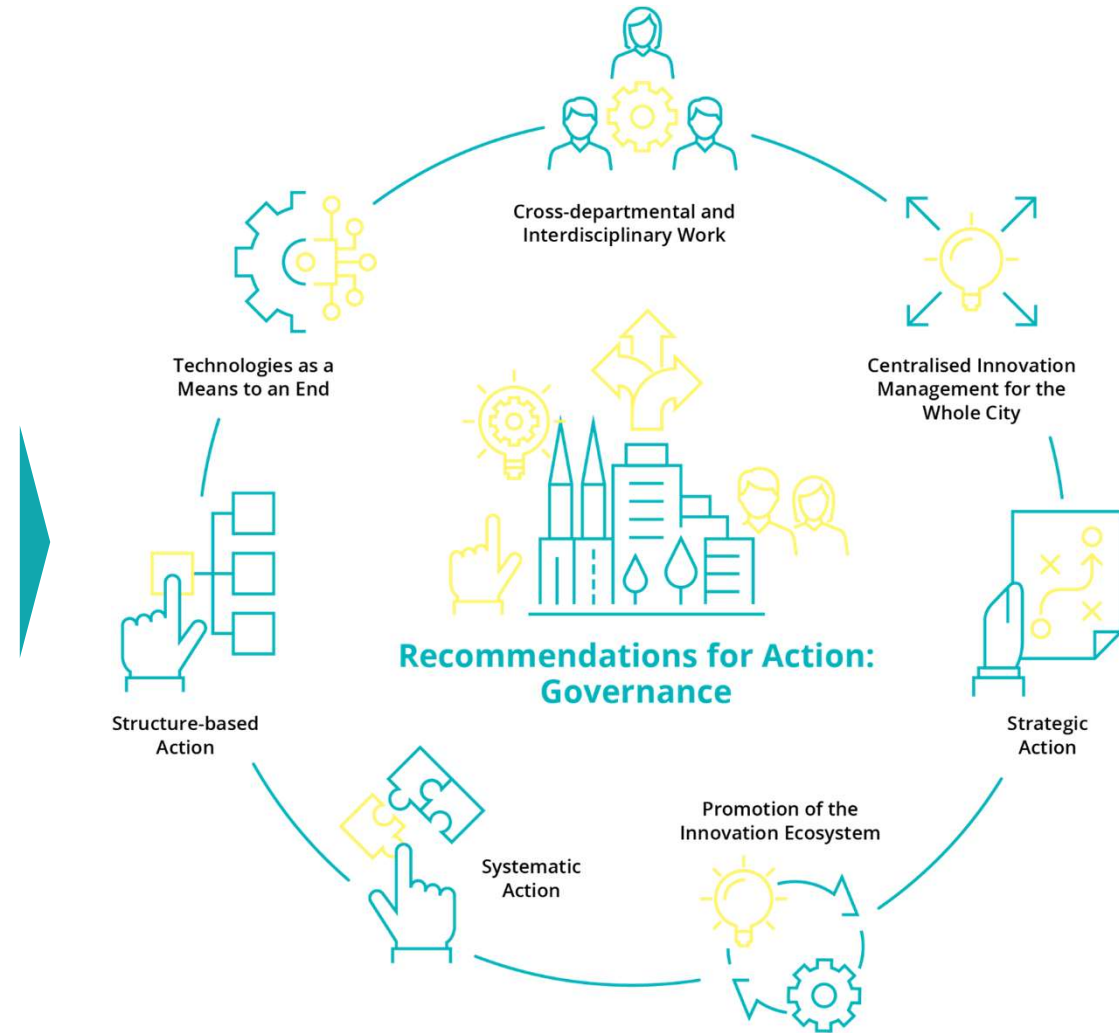 Cross-departmental and
Interdisciplinary Work
Technologies as a
Means to an End
Centralised Innovation
Management for the
Whole City
Recommendations for Action:
Governance
Structure-based
Action
Strategic
Action
Promotion of the
Innovation Ecosystem
Systematic
Action